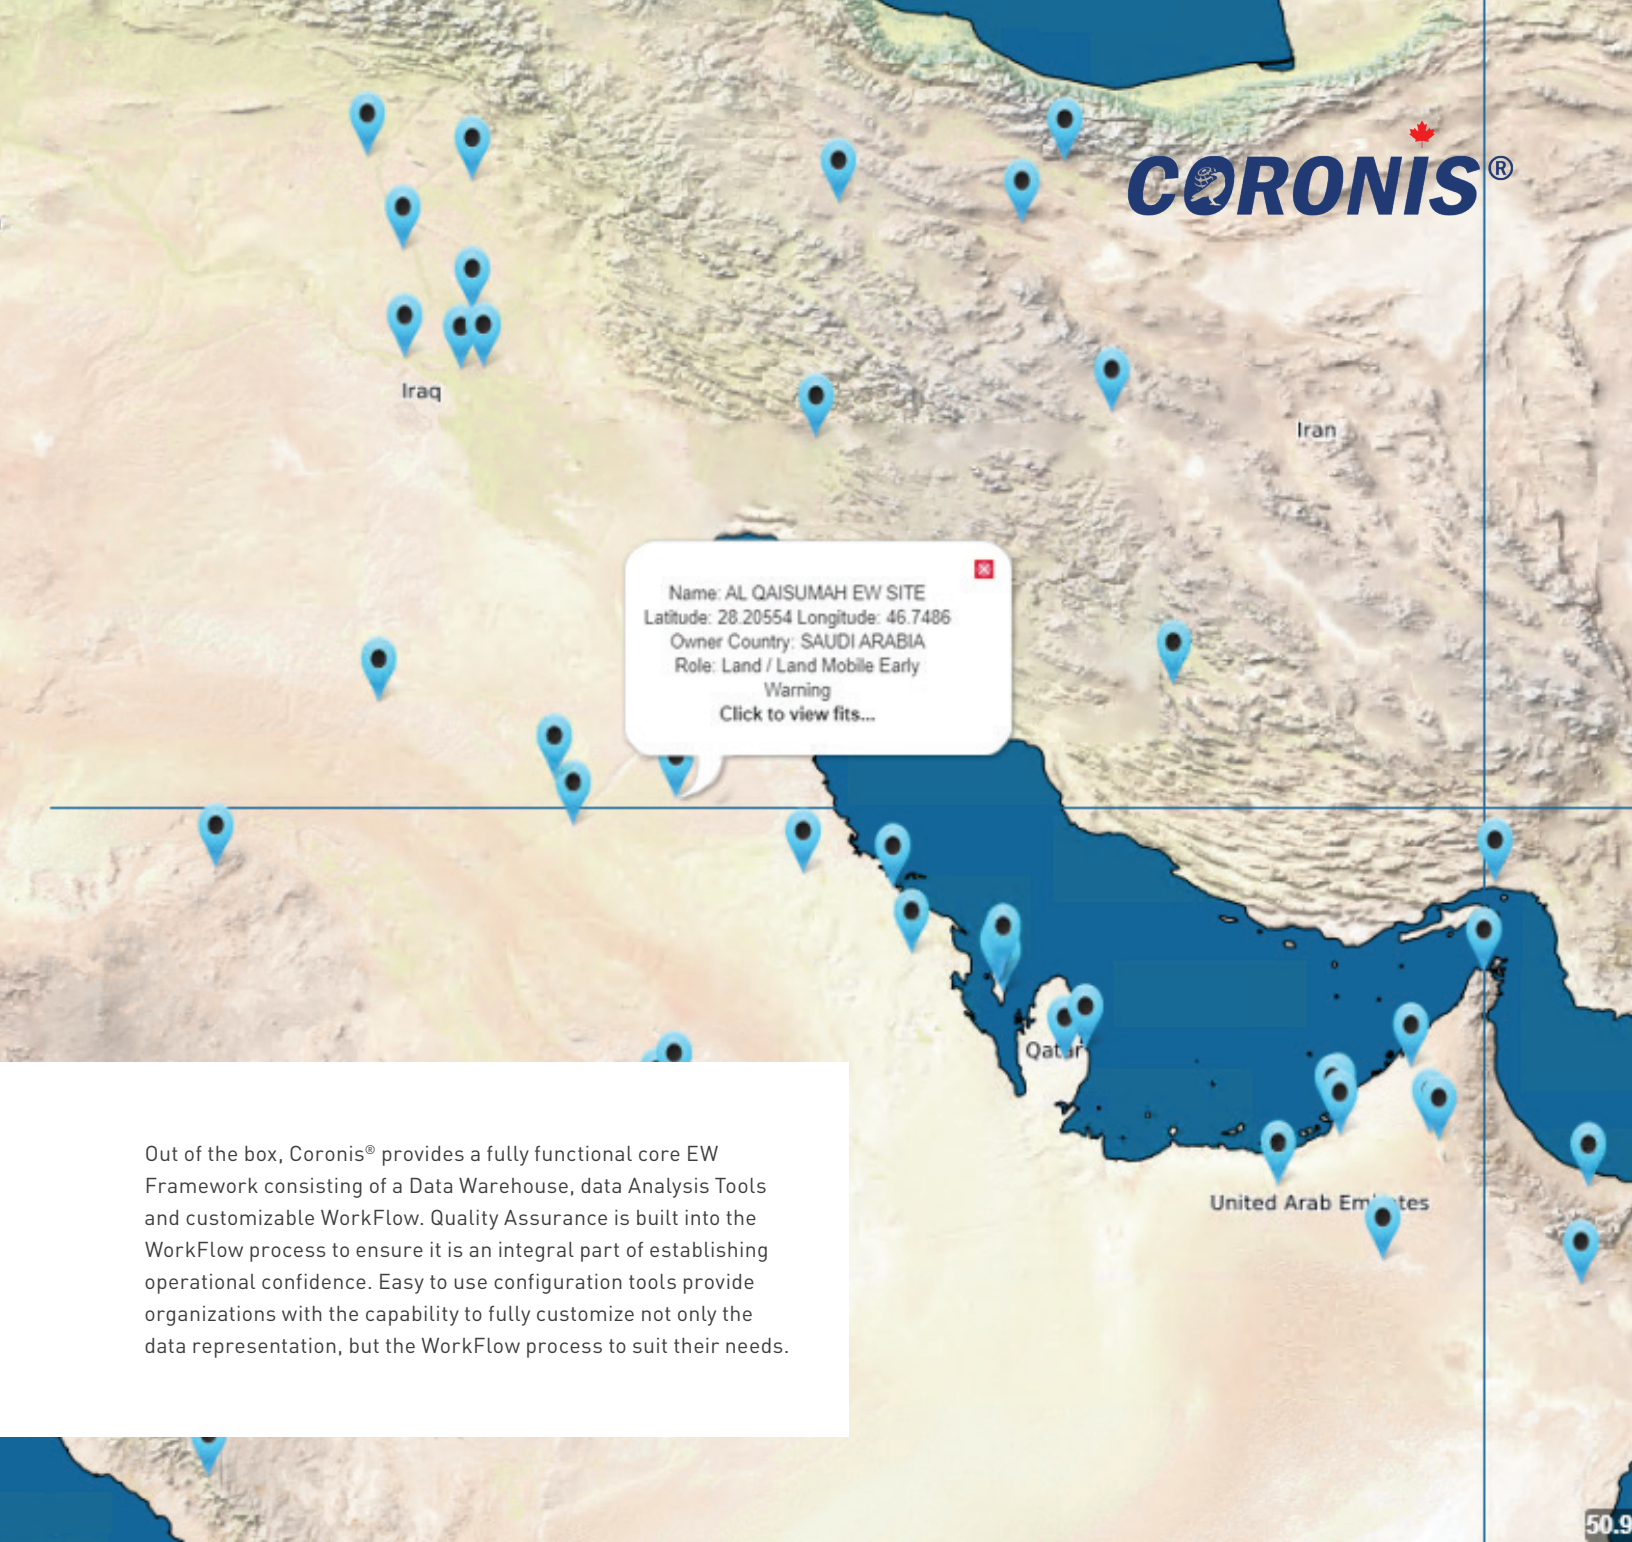 CORONIS®
Iraq
Iran
Name: AL QAISUMAH EW SITE
Latitude: 28.20554 Longitude: 46.7486
Owner Country: SAUDI ARABIA
Role: Land / Land Mobile Early
Warning
Click to view fits...
Qatar
United Arab Emirates
Out of the box, Coronis® provides a fully functional core EW
Framework consisting of a Data Warehouse, data Analysis Tools
and customizable WorkFlow. Quality Assurance is built into the
WorkFlow process to ensure it is an integral part of establishing
operational confidence. Easy to use configuration tools provide
organizations with the capability to fully customize not only the
data representation, but the WorkFlow process to suit their needs.
50.9